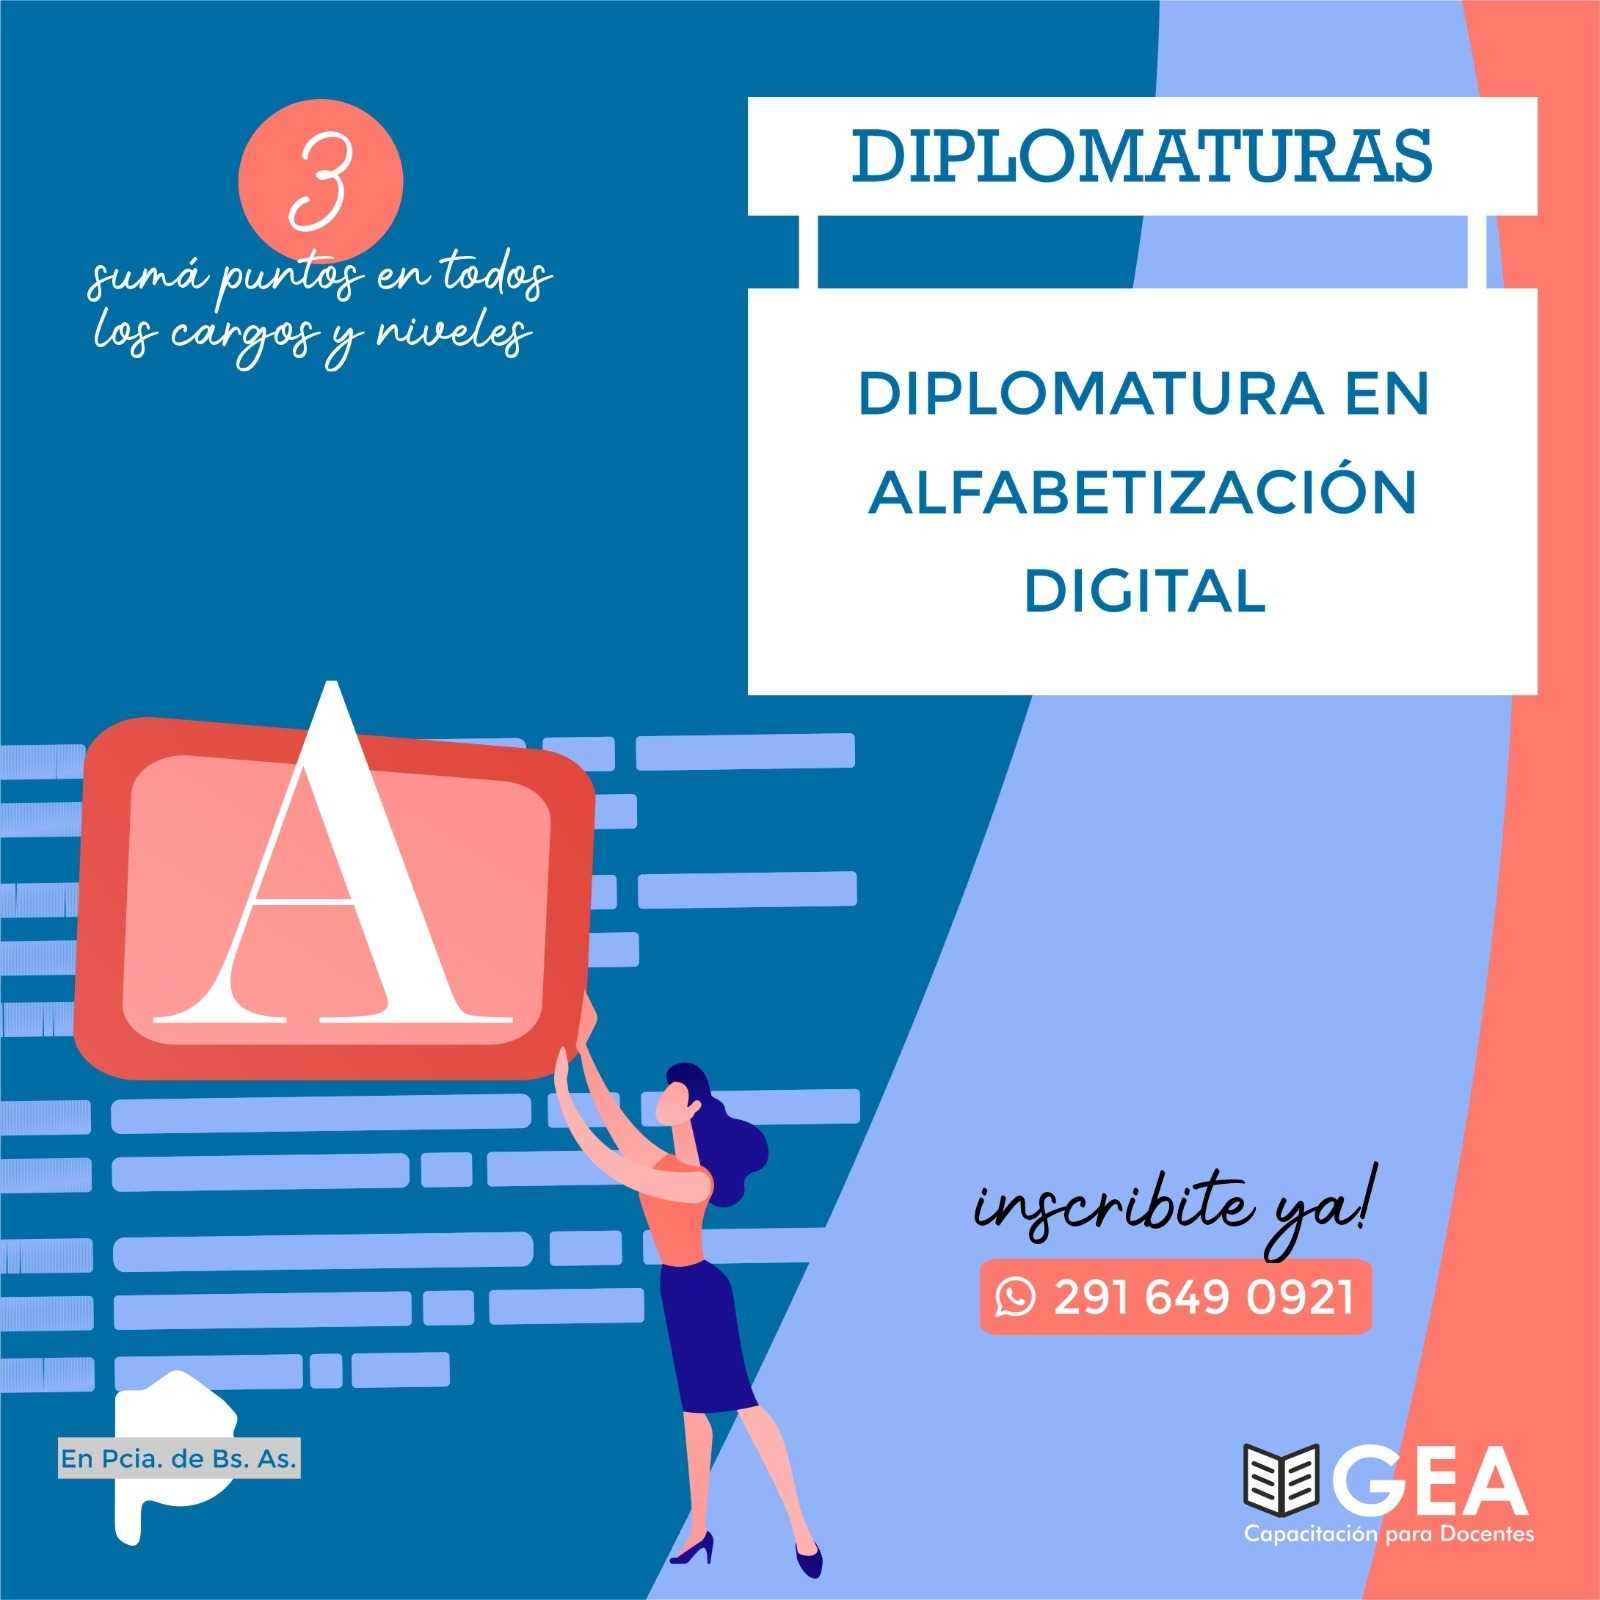 3
sumá puntos en todos
los cargos y niveles
DIPLOMATURAS
DIPLOMATURA EN
ALFABETIZACIÓN
DIGITAL
A
inscribite ya!
291 649 0921
En Pcia. de Bs. As.
GEA
Capacitación para Docentes